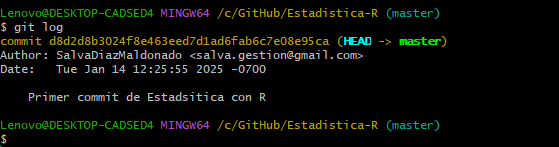 Lenovo@DESKTOP-CADSED4 MINGW64 /c/GitHub/Estadistica-R (master)
$ git log
commit d8d2d8b3024f8e463eed7d1ad6fab6c7e08e95ca (HEAD -> master)
Author: SalvaDiazMaldonado <salva.gestion@gmail.com>
Date:   Tue Jan 14 12:25:55 2025 -0700
    Primer commit de Estadsitica con R
Lenovo@DESKTOP-CADSED4 MINGW64 /c/GitHub/Estadistica-R (master)
$